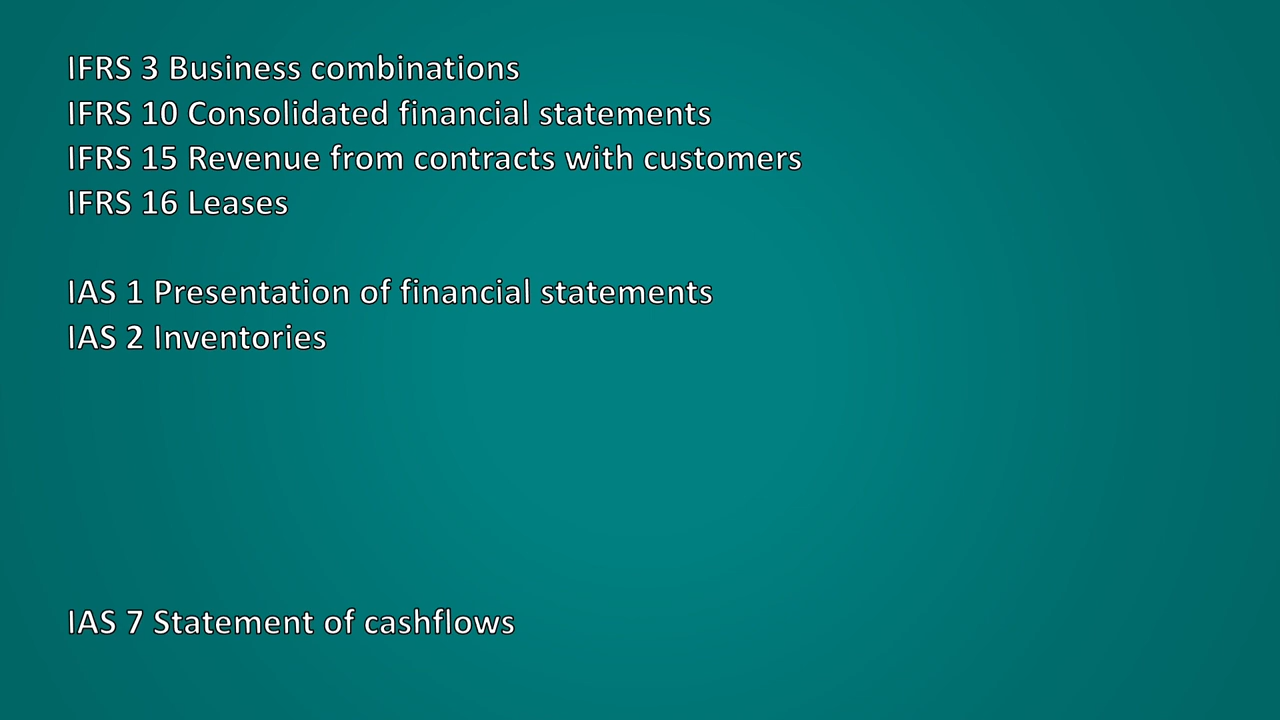 IFRS 3 Business combinations
IFRS 10 Consolidated financial statements
IFRS 15 Revenue from contracts with customers
IFRS 16 Leases
IAS 1 Presentation of financial statements
IAS 2 Inventories
IAS 7 Statement of cashflows